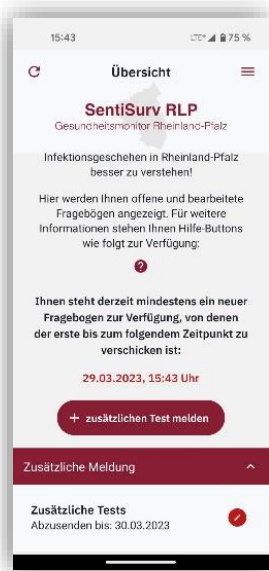 15:43 LTE+ 75 %
Übersicht
SentiSurv RLP
Gesundheitsmonitor Rheinland-Pfalz
Infektionsgeschehen in Rheinland-Pfalz
besser zu verstehen!
Hier werden Ihnen offene und bearbeitete
Fragebögen angezeigt. Für weitere
Informationen stehen Ihnen Hilfe-Buttons
wie folgt zur Verfügung:
?
Ihnen steht derzeit mindestens ein neuer
Fragebogen zur Verfügung, von denen
der erste bis zum folgendem Zeitpunkt zu
verschicken ist:
29.03.2023, 15:43 Uhr
+ zusätzlichen Test melden
Zusätzliche Meldung
Zusätzliche Tests
Abzusenden bis: 30.03.2023